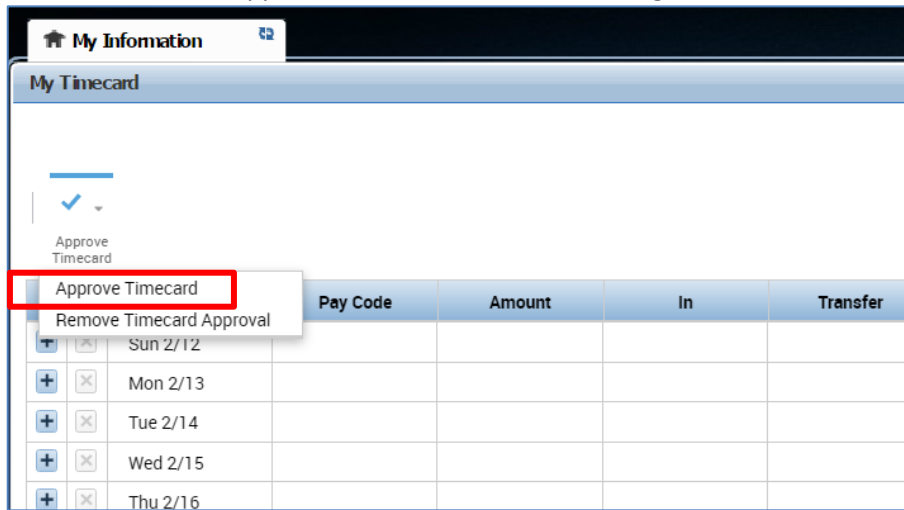 My Information
My Timecard
Approve
Timecard
Approve Timecard
Remove Timecard Approval
Pay Code Amount In Transfer
Sun 2/12
Mon 2/13
Tue 2/14
Wed 2/15
Thu 2/16